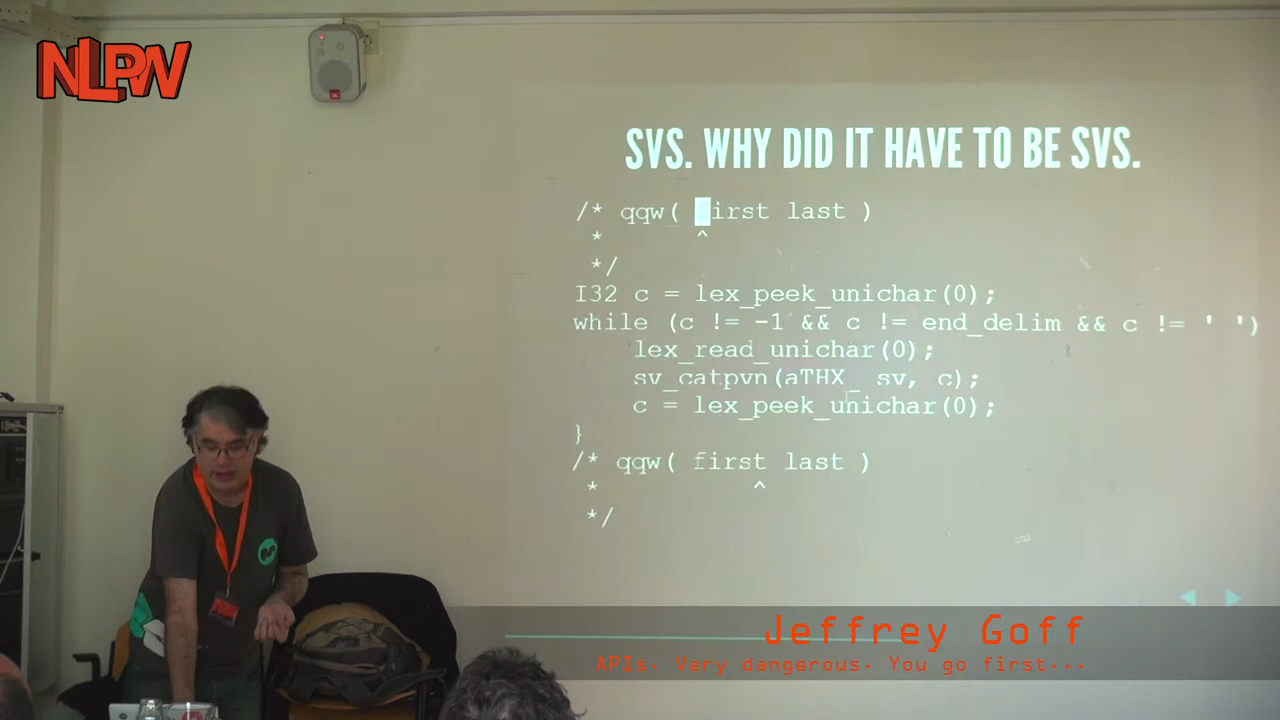 NLPW
SVS. WHY DID IT HAVE TO BE SVS.
/* qqw( first last )
* ^
*/
I32 c = lex_peek_unichar(0);
while (c != -1 && c != end_delim && c != ' ')
lex_read_unichar(0);
sv_catpvn(aTHX_ sv, c);
c = lex_peek_unichar(0);
}
/* qqw( first last )
* ^
*/
Jeffrey Goff
APIs. Very dangerous. You go first...